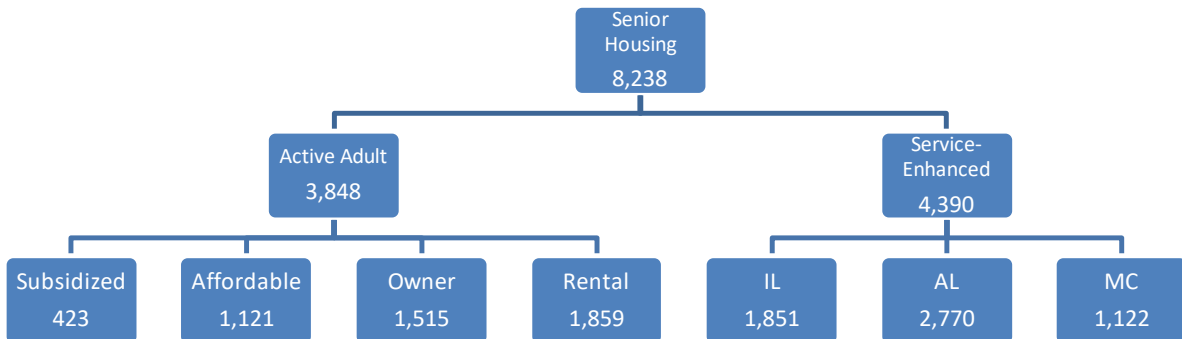 Senior
Housing
8,238
Active Adult
3,848
Service-
Enhanced
4,390
Subsidized
423
Affordable
1,121
Owner
1,515
Rental
1,859
IL
1,851
AL
2,770
MC
1,122